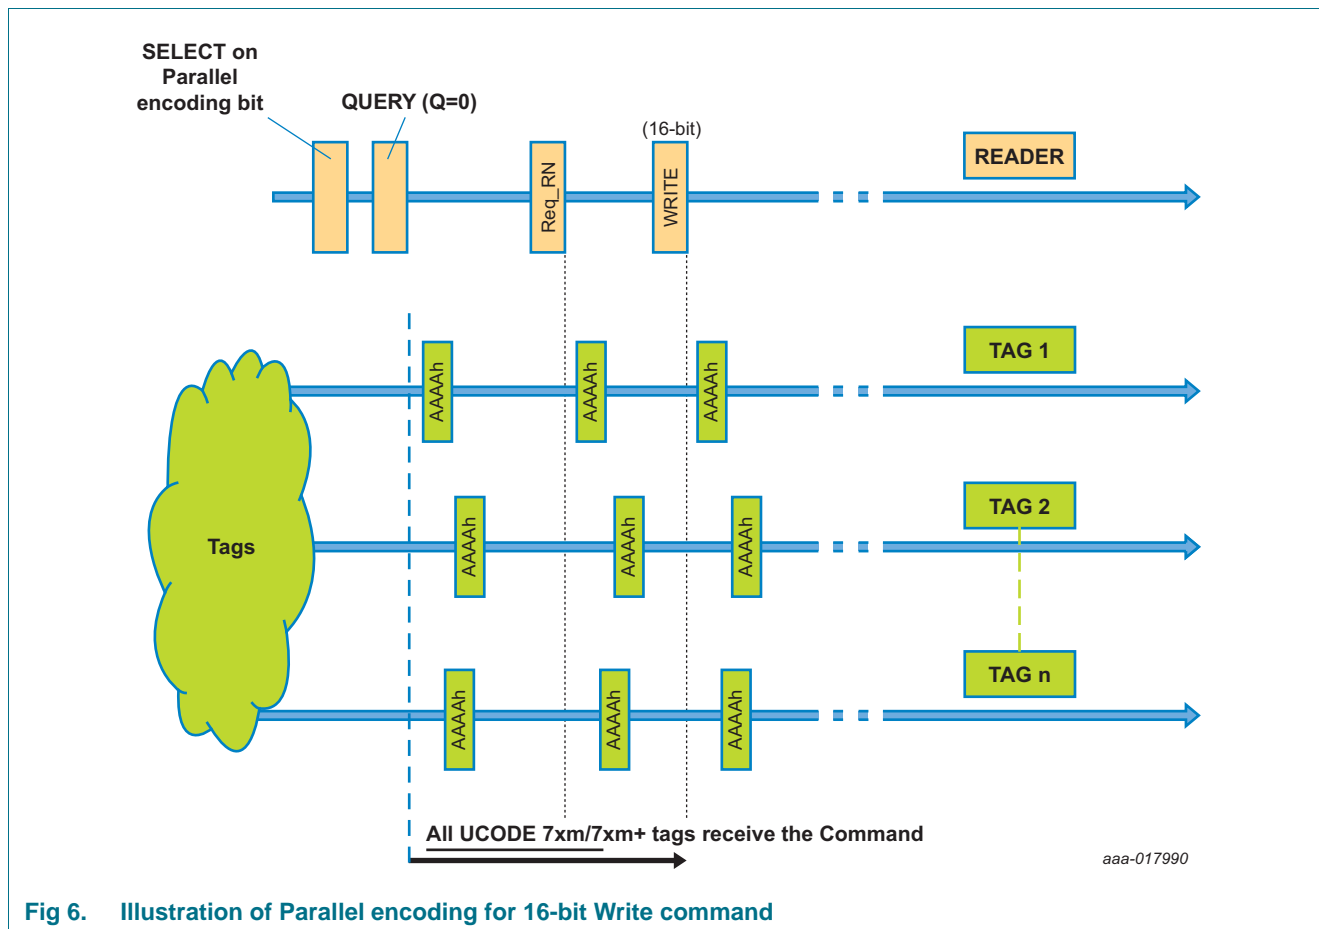 SELECT on
Parallel
encoding bit
QUERY (Q=0)
(16-bit)
Req_RN
WRITE
READER
AAAAh
AAAAh
AAAAh
TAG 1
Tags
AAAAh
AAAAh
AAAAh
TAG 2
AAAAh
AAAAh
AAAAh
TAG n
All UCODE 7xm/7xm+ tags receive the Command
aaa-017990
Fig 6. Illustration of Parallel encoding for 16-bit Write command